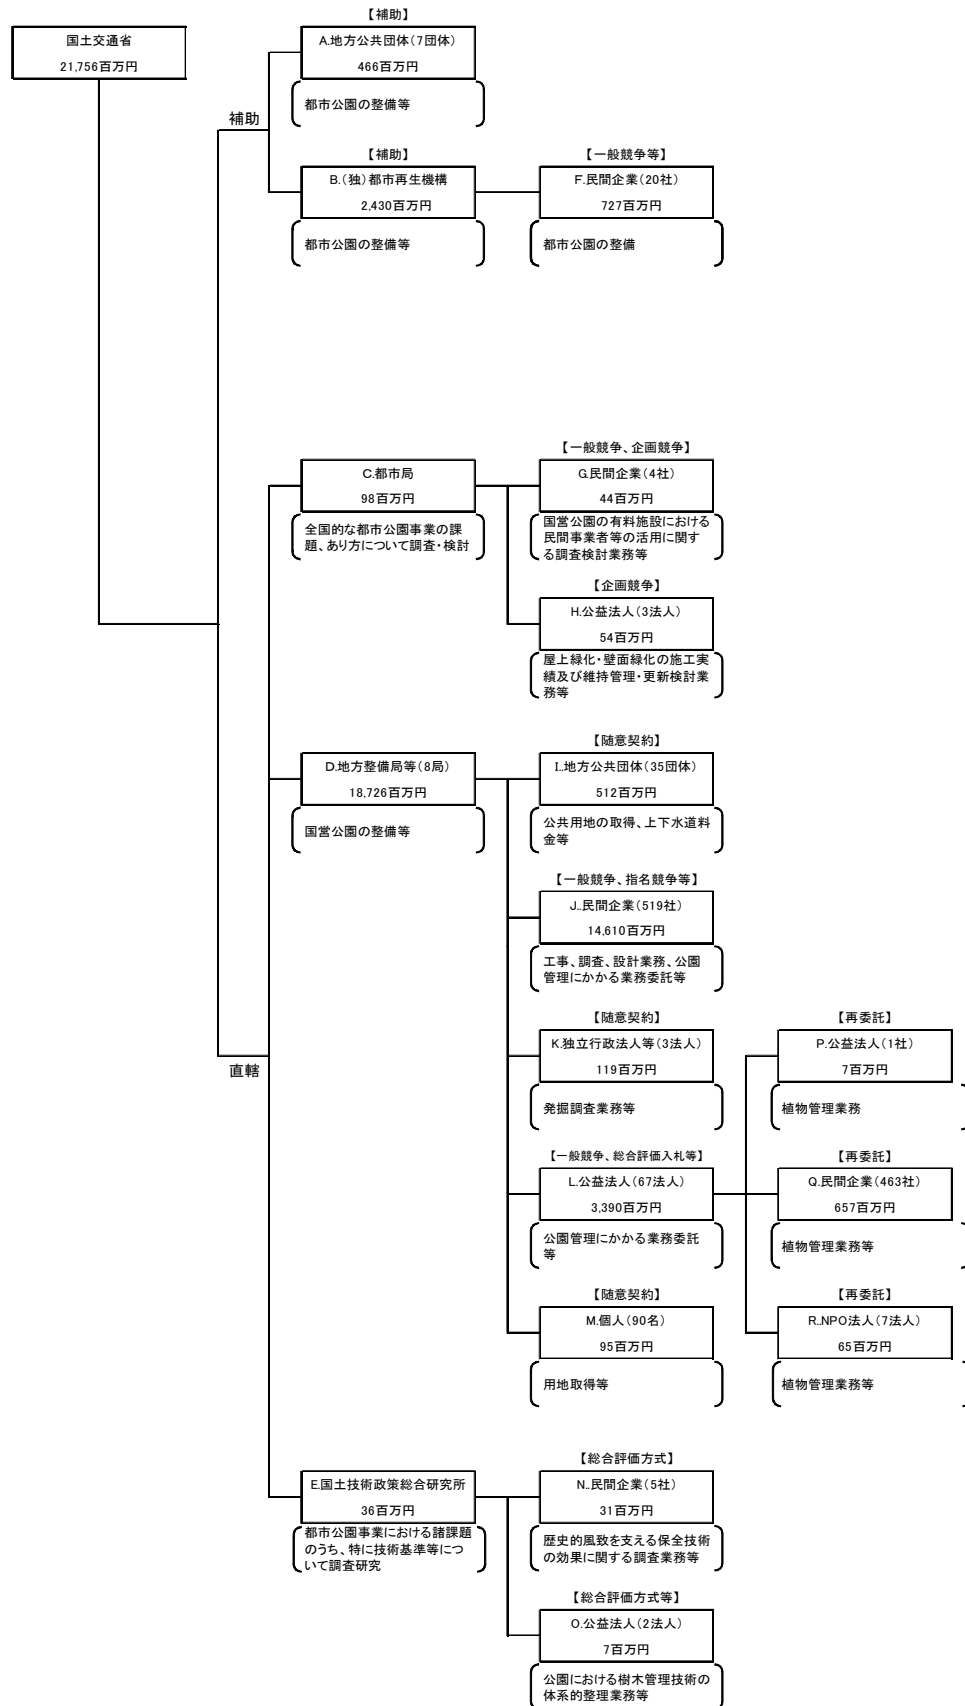 国土交通省
21,756百万円
補助
【補助】
A.地方公共団体(7団体)
466百万円
都市公園の整備等
【補助】
B.(独)都市再生機構
2,430百万円
都市公園の整備等
【一般競争等】
F.民間企業(20社)
727百万円
都市公園の整備
直轄
C.都市局
98百万円
全国的な都市公園事業の課
題、あり方について調査・検討
【一般競争、企画競争】
G.民間企業(4社)
44百万円
国営公園の有料施設における
民間事業者等の活用に関す
る調査検討業務等
【企画競争】
H.公益法人(3法人)
54百万円
屋上緑化・壁面緑化の施工実
績及び維持管理・更新検討業
務等
D.地方整備局等(8局)
18,726百万円
国営公園の整備等
【随意契約】
I..地方公共団体(35団体)
512百万円
公共用地の取得、上下水道料
金等
【一般競争、指名競争等】
J..民間企業(519社)
14,610百万円
工事、調査、設計業務、公園
管理にかかる業務委託等
【随意契約】
K.独立行政法人等(3法人)
119百万円
発掘調査業務等
【一般競争、総合評価入札等】
L.公益法人(67法人)
3,390百万円
公園管理にかかる業務委託
等
【随意契約】
M.個人(90名)
95百万円
用地取得等
【再委託】
P.公益法人(1社)
7百万円
植物管理業務
【再委託】
Q.民間企業(463社)
657百万円
植物管理業務等
【再委託】
R..NPO法人(7法人)
65百万円
植物管理業務等
E.国土技術政策総合研究所
36百万円
都市公園事業における諸課題
のうち、特に技術基準等につ
いて調査研究
【総合評価方式】
N..民間企業(5社)
31百万円
歴史的風致を支える保全技術
の効果に関する調査業務等
【総合評価方式等】
O.公益法人(2法人)
7百万円
公園における樹木管理技術の
体系的整理業務等